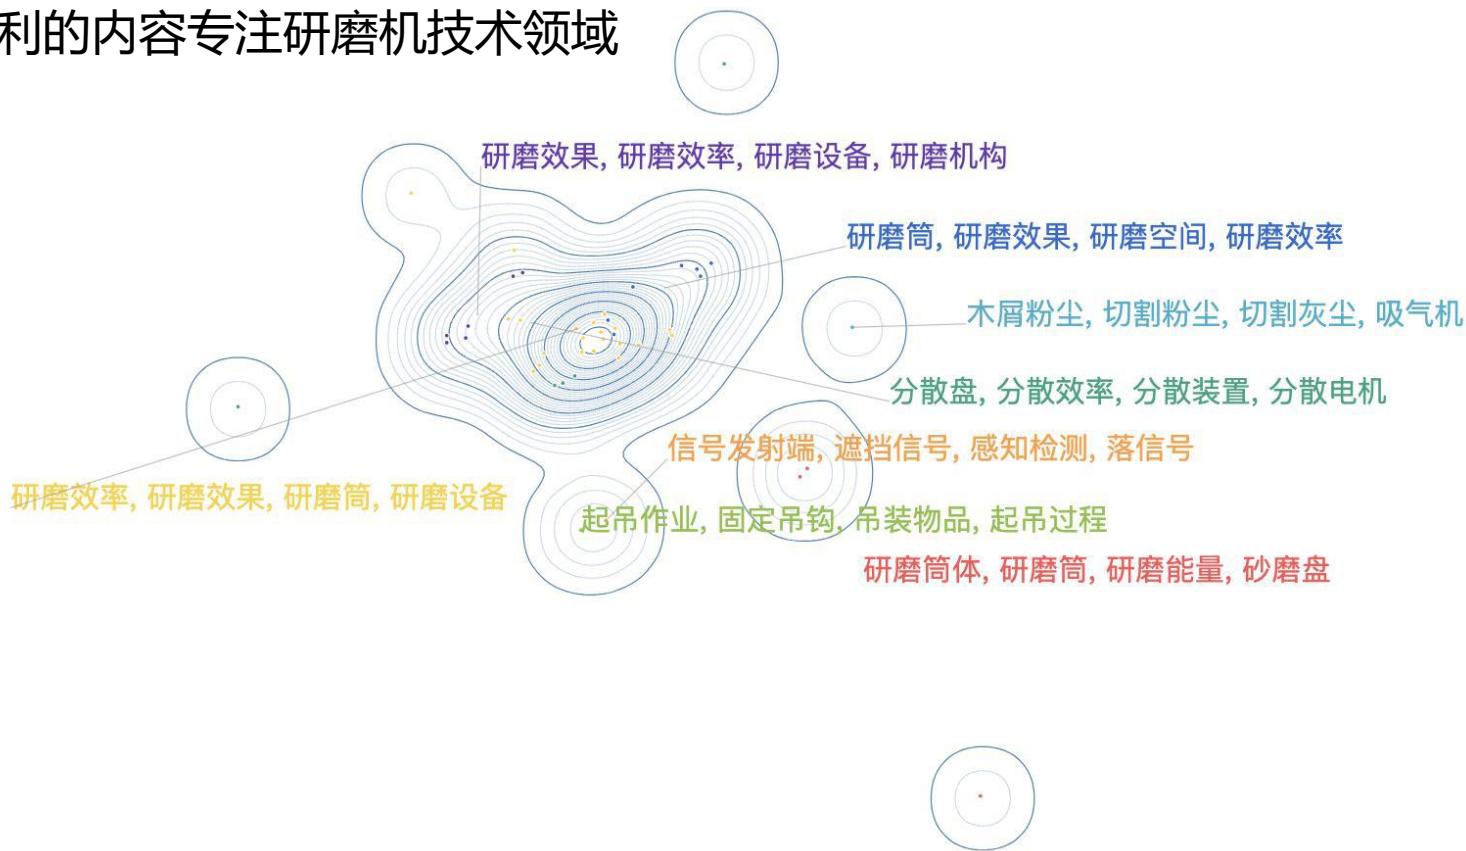 利的内容专注研磨机技术领域
研磨效果, 研磨效率, 研磨设备, 研磨机构
研磨筒, 研磨效果, 研磨空间, 研磨效率
木屑粉尘, 切割粉尘, 切割灰尘, 吸气机
分散盘, 分散效率, 分散装置, 分散电机
信号发射端, 遮挡信号, 感知检测, 落信号
研磨效率, 研磨效果, 研磨筒, 研磨设备
起吊作业, 固定吊钩, 吊装物品, 起吊过程
研磨筒体, 研磨筒, 研磨能量, 砂磨盘